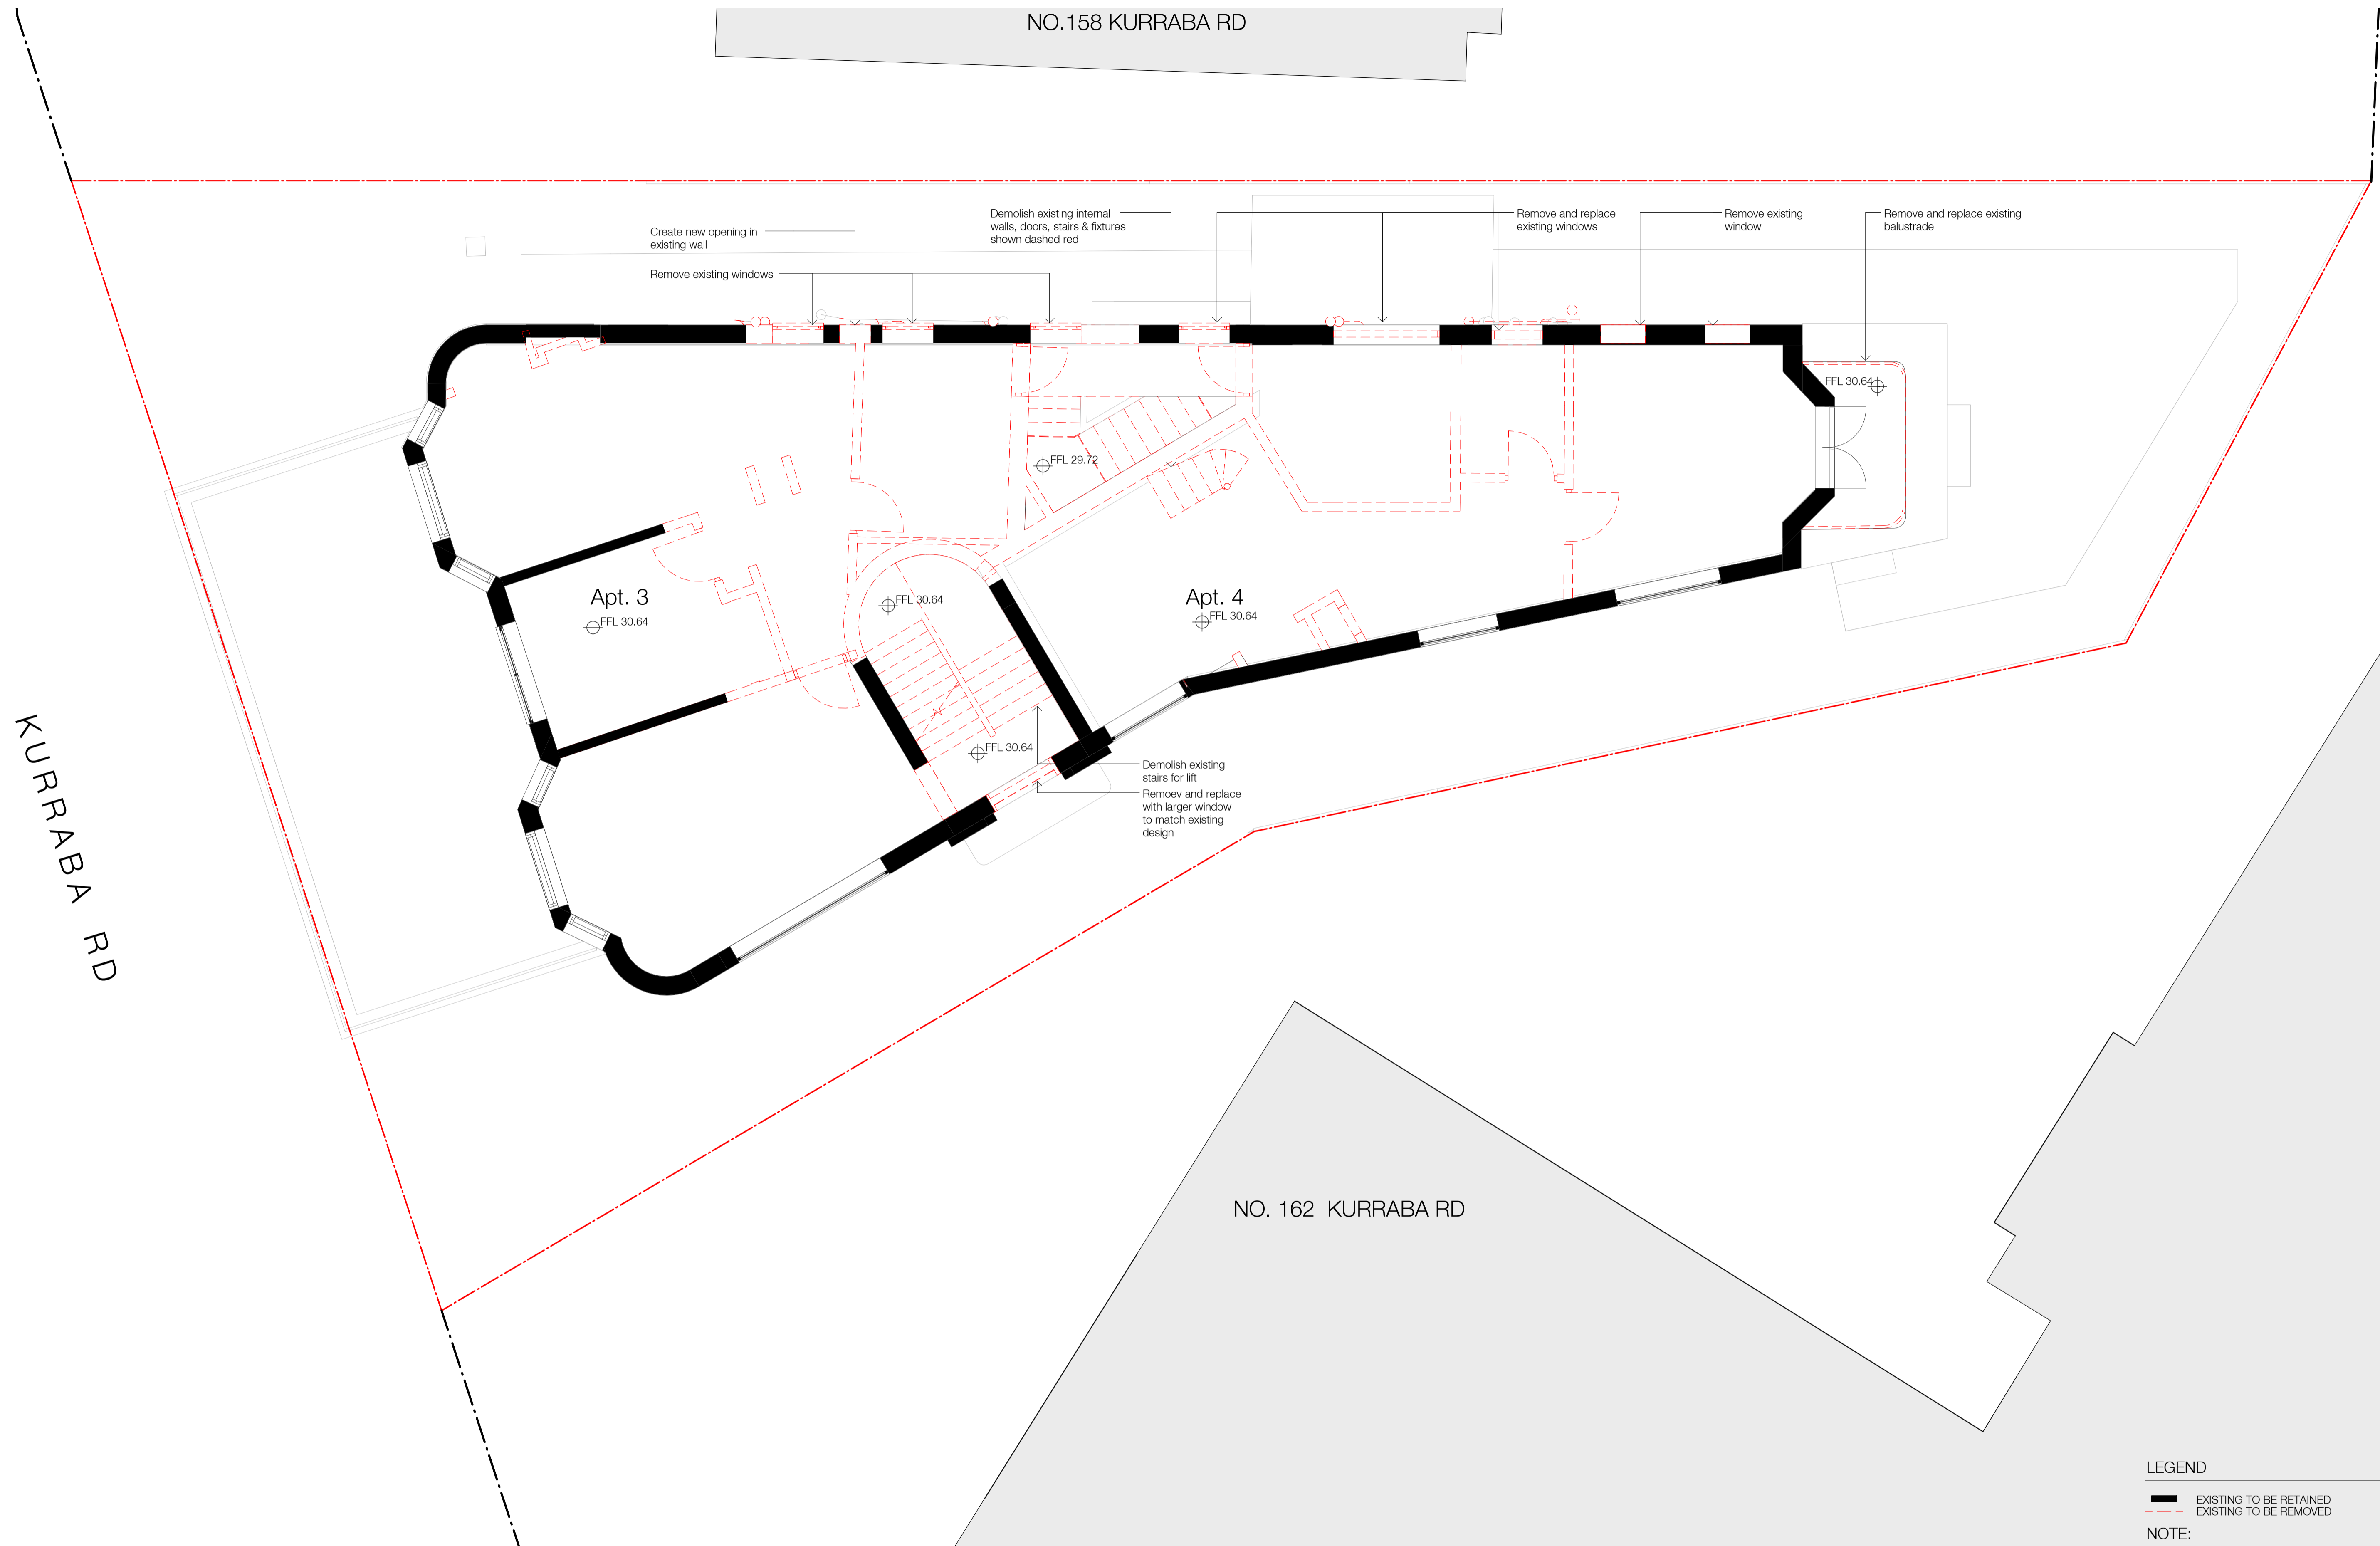 NO.158 KURRABA RD
Demolish existing internal
walls, doors, stairs & fixtures
shown dashed red
Remove and replace
existing windows
Remove existing
window
Remove and replace existing
balustrade
Create new opening in
existing wall
Remove existing windows
FFL 30.64
FFL 29.72
Apt. 3
FFL 30.64
FFL 30.64
Apt. 4
FFL 30.64
FFL 30.64
Demolish existing
stairs for lift
Remoev and replace
with larger window
to match existing
design
KURRABA RD
NO. 162 KURRABA RD
LEGEND
EXISTING TO BE RETAINED
EXISTING TO BE REMOVED
NOTE: